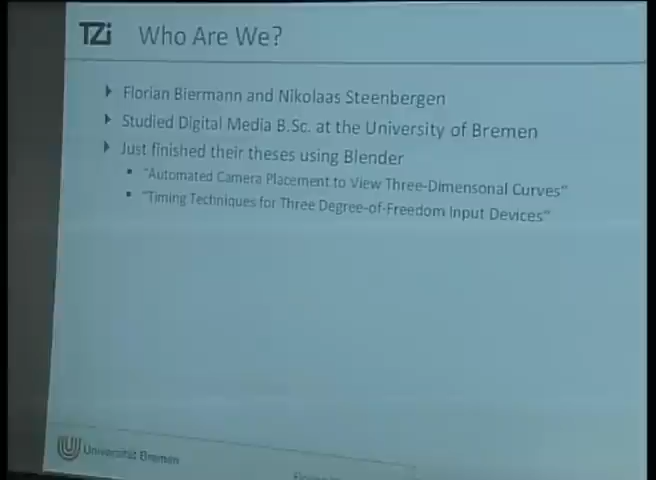 TZi Who Are We?
Florian Biermann and Nikolaas Steenbergen
Studied Digital Media B.Sc. at the University of Bremen
Just finished their theses using Blender
"Automated Camera Placement to View Three-Dimensonal Curves"
"Timing Techniques for Three Degree-of-Freedom Input Devices"
Universität Bremen